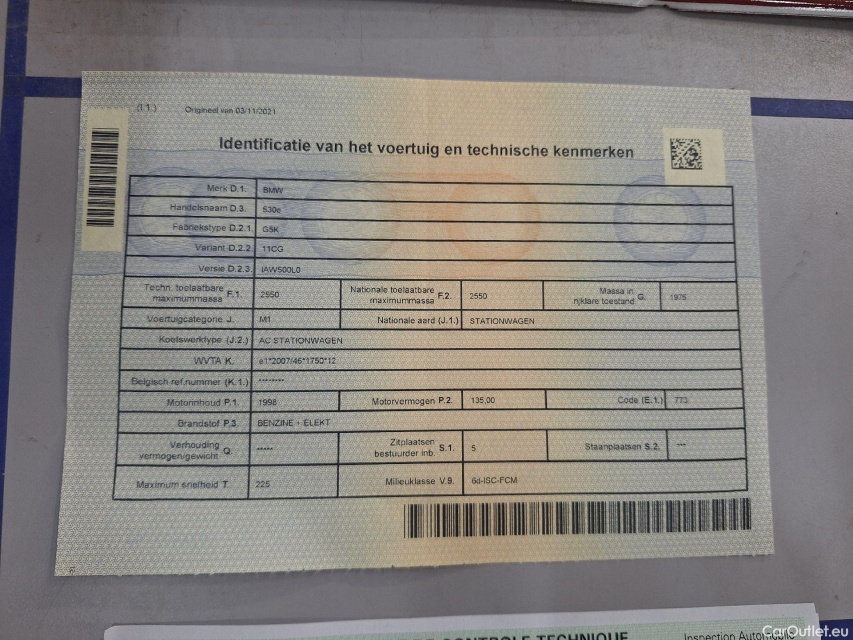 (I.1.) Origineel van 03/11/2021
Identificatie van het voertuig en technische kenmerken
Merk D.1. BMW
Handelsnaam D.3. 530e
Fabriekstype D.2.1 G5K
Variant D.2.2 11CG
Versie D.2.3. IAW500L0
Techn. toelaatbare maximummassa F.1. 2550 Nationale toelaatbare maximummassa F.2. 2550 Massa in rijklare toestand G. 1975
Voertuigcategorie J. M1 Nationale aard (J.1.) STATIONWAGEN
Koetswerktype (J.2.) AC STATIONWAGEN
WVTA K. e1*2007/46*1750*12
Belgisch ref.nummer (K.1.) ********
Motorinhoud P.1. 1998 Motorvermogen P.2. 135,00 Code (E.1.) 773
Brandstof P.3. BENZINE + ELEKT
Verhouding vermogen/gewicht Q. ***** Zitplaatsen bestuurder inb. S.1. 5 Staanplaatsen S.2. ***
Maximum snelheid T. 225 Milieuklasse V.9. 6d-ISC-FCM
CONTROLE TECHNIQUE Inspection Automobile
CarOutlet.eu